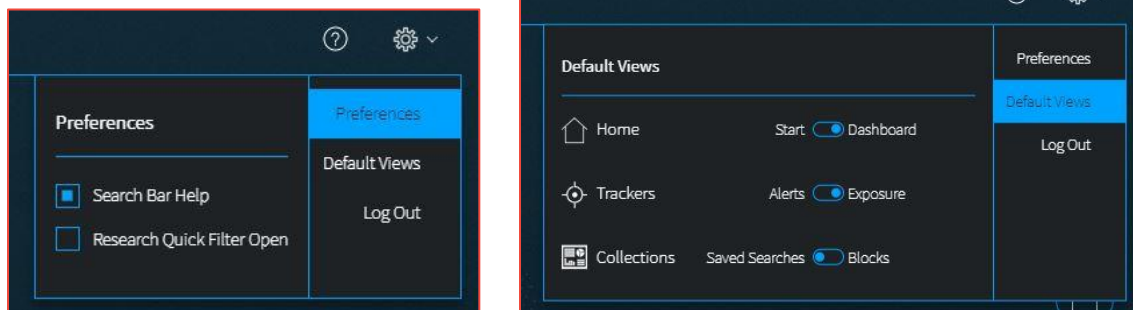 ?
Preferences
Preferences
Default Views
Log Out
Search Bar Help
Research Quick Filter Open
Default Views
Preferences
Default Views
Log Out
Home Start Dashboard
Trackers Alerts Exposure
Collections Saved Searches Blocks